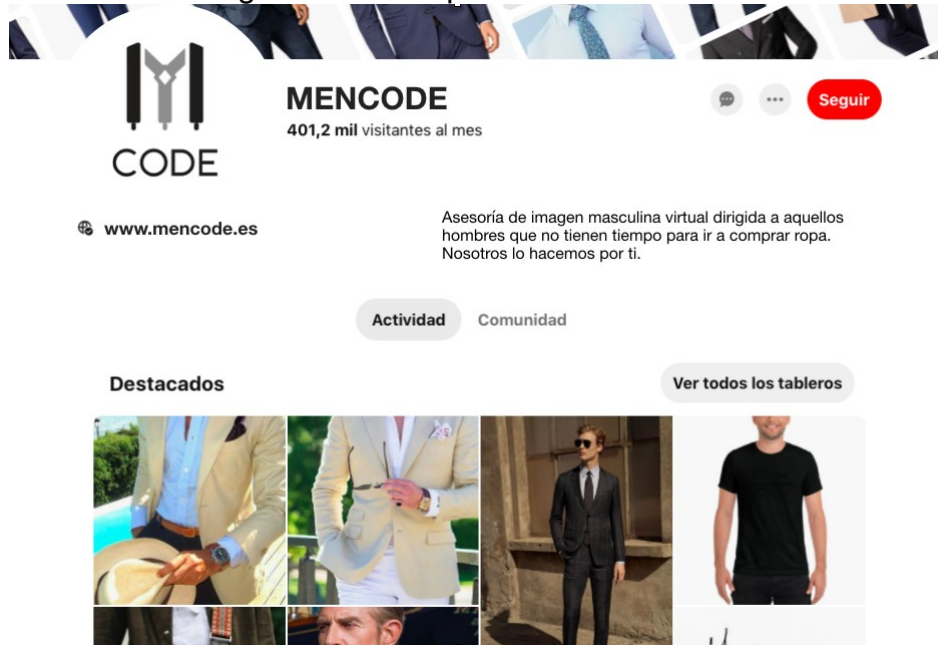 MENCODE
401,2 mil visitantes al mes
Seguir
CODE
www.mencode.es
Asesoría de imagen masculina virtual dirigida a aquellos
hombres que no tienen tiempo para ir a comprar ropa.
Nosotros lo hacemos por ti.
Actividad
Comunidad
Destacados
Ver todos los tableros